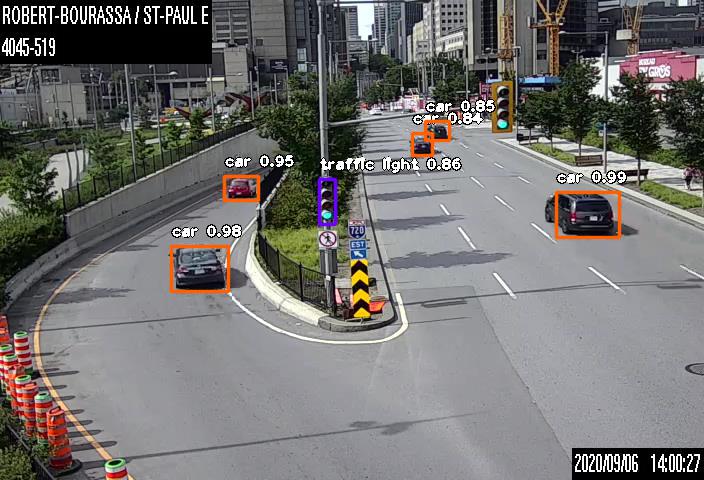 ROBERT-BOURASSA / ST-PAUL E
4045-519
car 0.85
car 0.84
car 0.95
traffic light 0.86
car 0.99
car 0.98
720
EST
2020/09/06 14:00:27